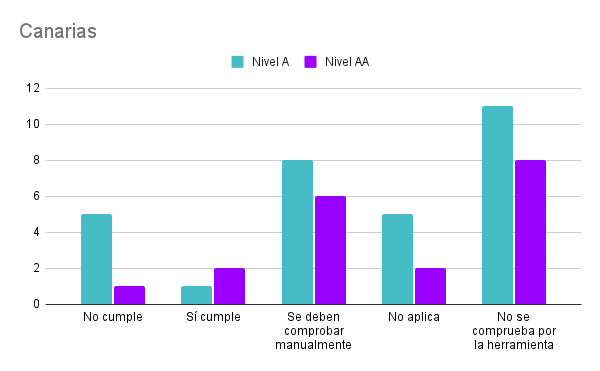 Canarias
Nivel A Nivel AA
12
10
8
6
4
2
0
No cumple
Sí cumple
Se deben
comprobar
manualmente
No aplica
No se
comprueba por
la herramienta